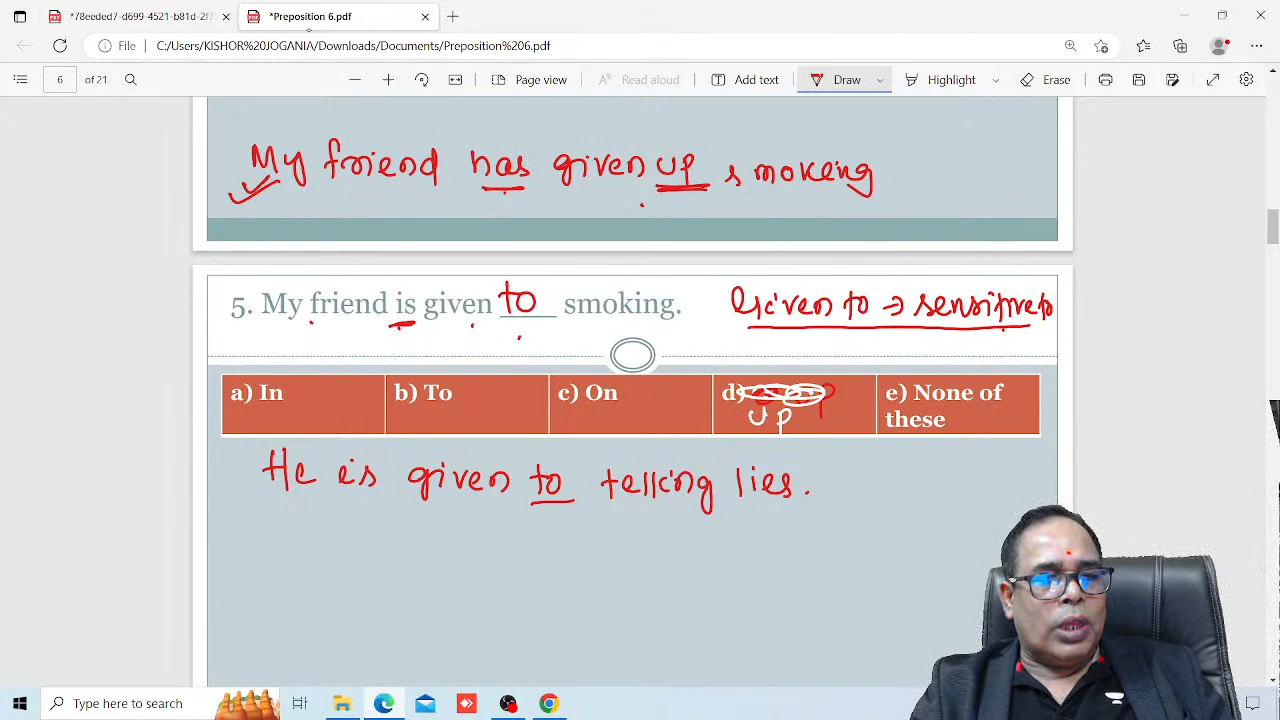 *78eeded7-d699-4521-b81d-2f7
*Preposition 6.pdf
File
C:/Users/KISHOR%20JOGANIA/Downloads/Documents/Preposition%206.pdf
6 of 21
Page view
Read aloud
Add text
Draw
Highlight
Erase
My friend has given up smoking
5. My friend is given to smoking.
Given to → sensitive to
a) In
b) To
c) On
d) up
e) None of these
He is given to telling lies.
Type here to search